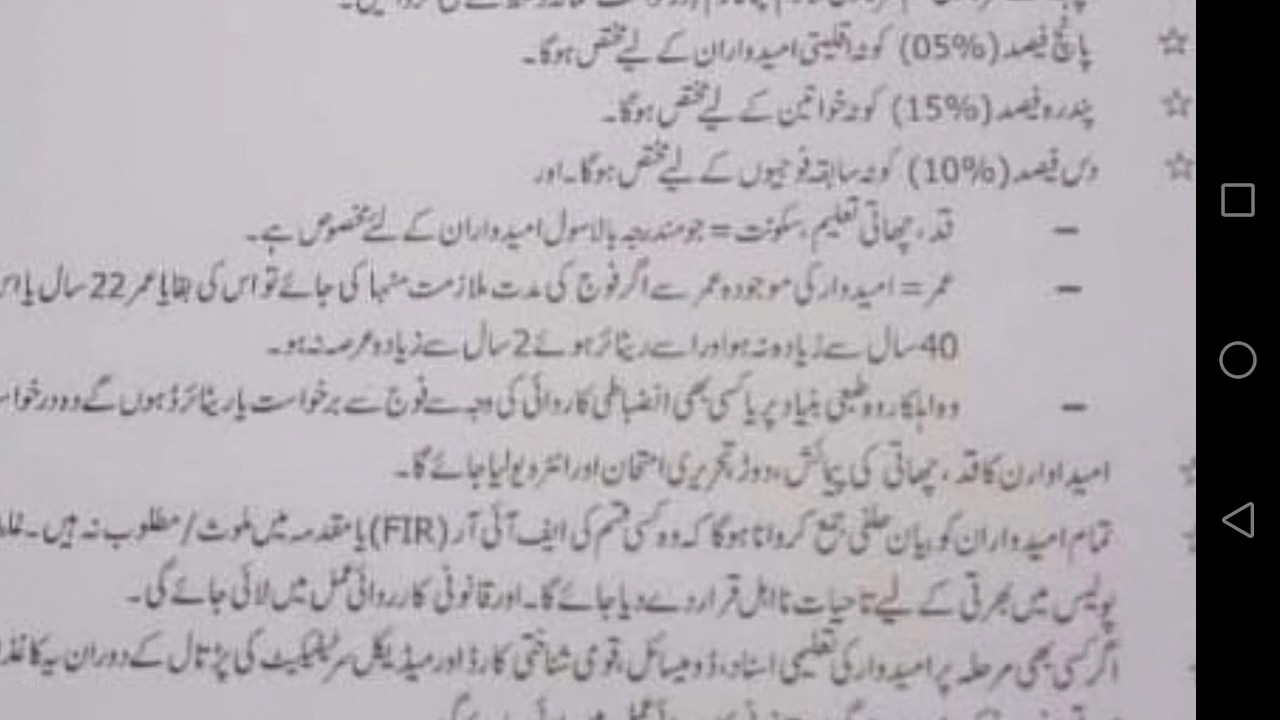 ☆ پانچ فیصد (05%) کوٹہ اقلیتی امیدواران کے لیے مختص ہوگا۔
☆ پندرہ فیصد (15%) کوٹہ خواتین کے لیے مختص ہوگا۔
☆ دس فیصد (10%) کوٹہ سابقہ فوجیوں کے لیے مختص ہوگا۔ اور
– قد، چھاتی تعلیم، سکونت = جو مندرجہ بالا سول امیدواران کے لئے مخصوص ہے۔
– عمر = امیدوار کی موجودہ عمر سے اگر فوج کی مدت ملازمت منہا کی جائے تو اس کی بقایا عمر 22 سال یا
40 سال سے زیادہ نہ ہو اور اسے ریٹائر ہوئے 2 سال سے زیادہ عرصہ نہ ہو۔
– وہ اہلکار وہ طبی بنیاد پر یا کسی بھی انضباطی کاروائی کی وجہ سے فوج سے برخواست یا ریٹائرڈ ہوں گے وہ
امیداوارن کا قد، چھاتی کی پیمائش، دوڑ، تحریری امتحان اور انٹرویو لیا جائے گا۔
تمام امیدواران کو بیان حلفی جمع کروانا ہوگا کہ وہ کسی قسم کی ایف آئی آر (FIR) یا مقدمہ میں ملوث/مطلوب نہ ہیں۔
پولیس میں بھرتی کے لیے تاحیات نااہل قرار دے دیا جائے گا۔ اور قانونی کارروائی عمل میں لائی جائے گی۔
اگر کسی بھی مرحلہ پر امیدوار کی تعلیمی اسناد، ڈومیسائل، قومی شناختی کارڈ اور میڈیکل سرٹیفکیٹ کی پڑتال کے دوران یہ